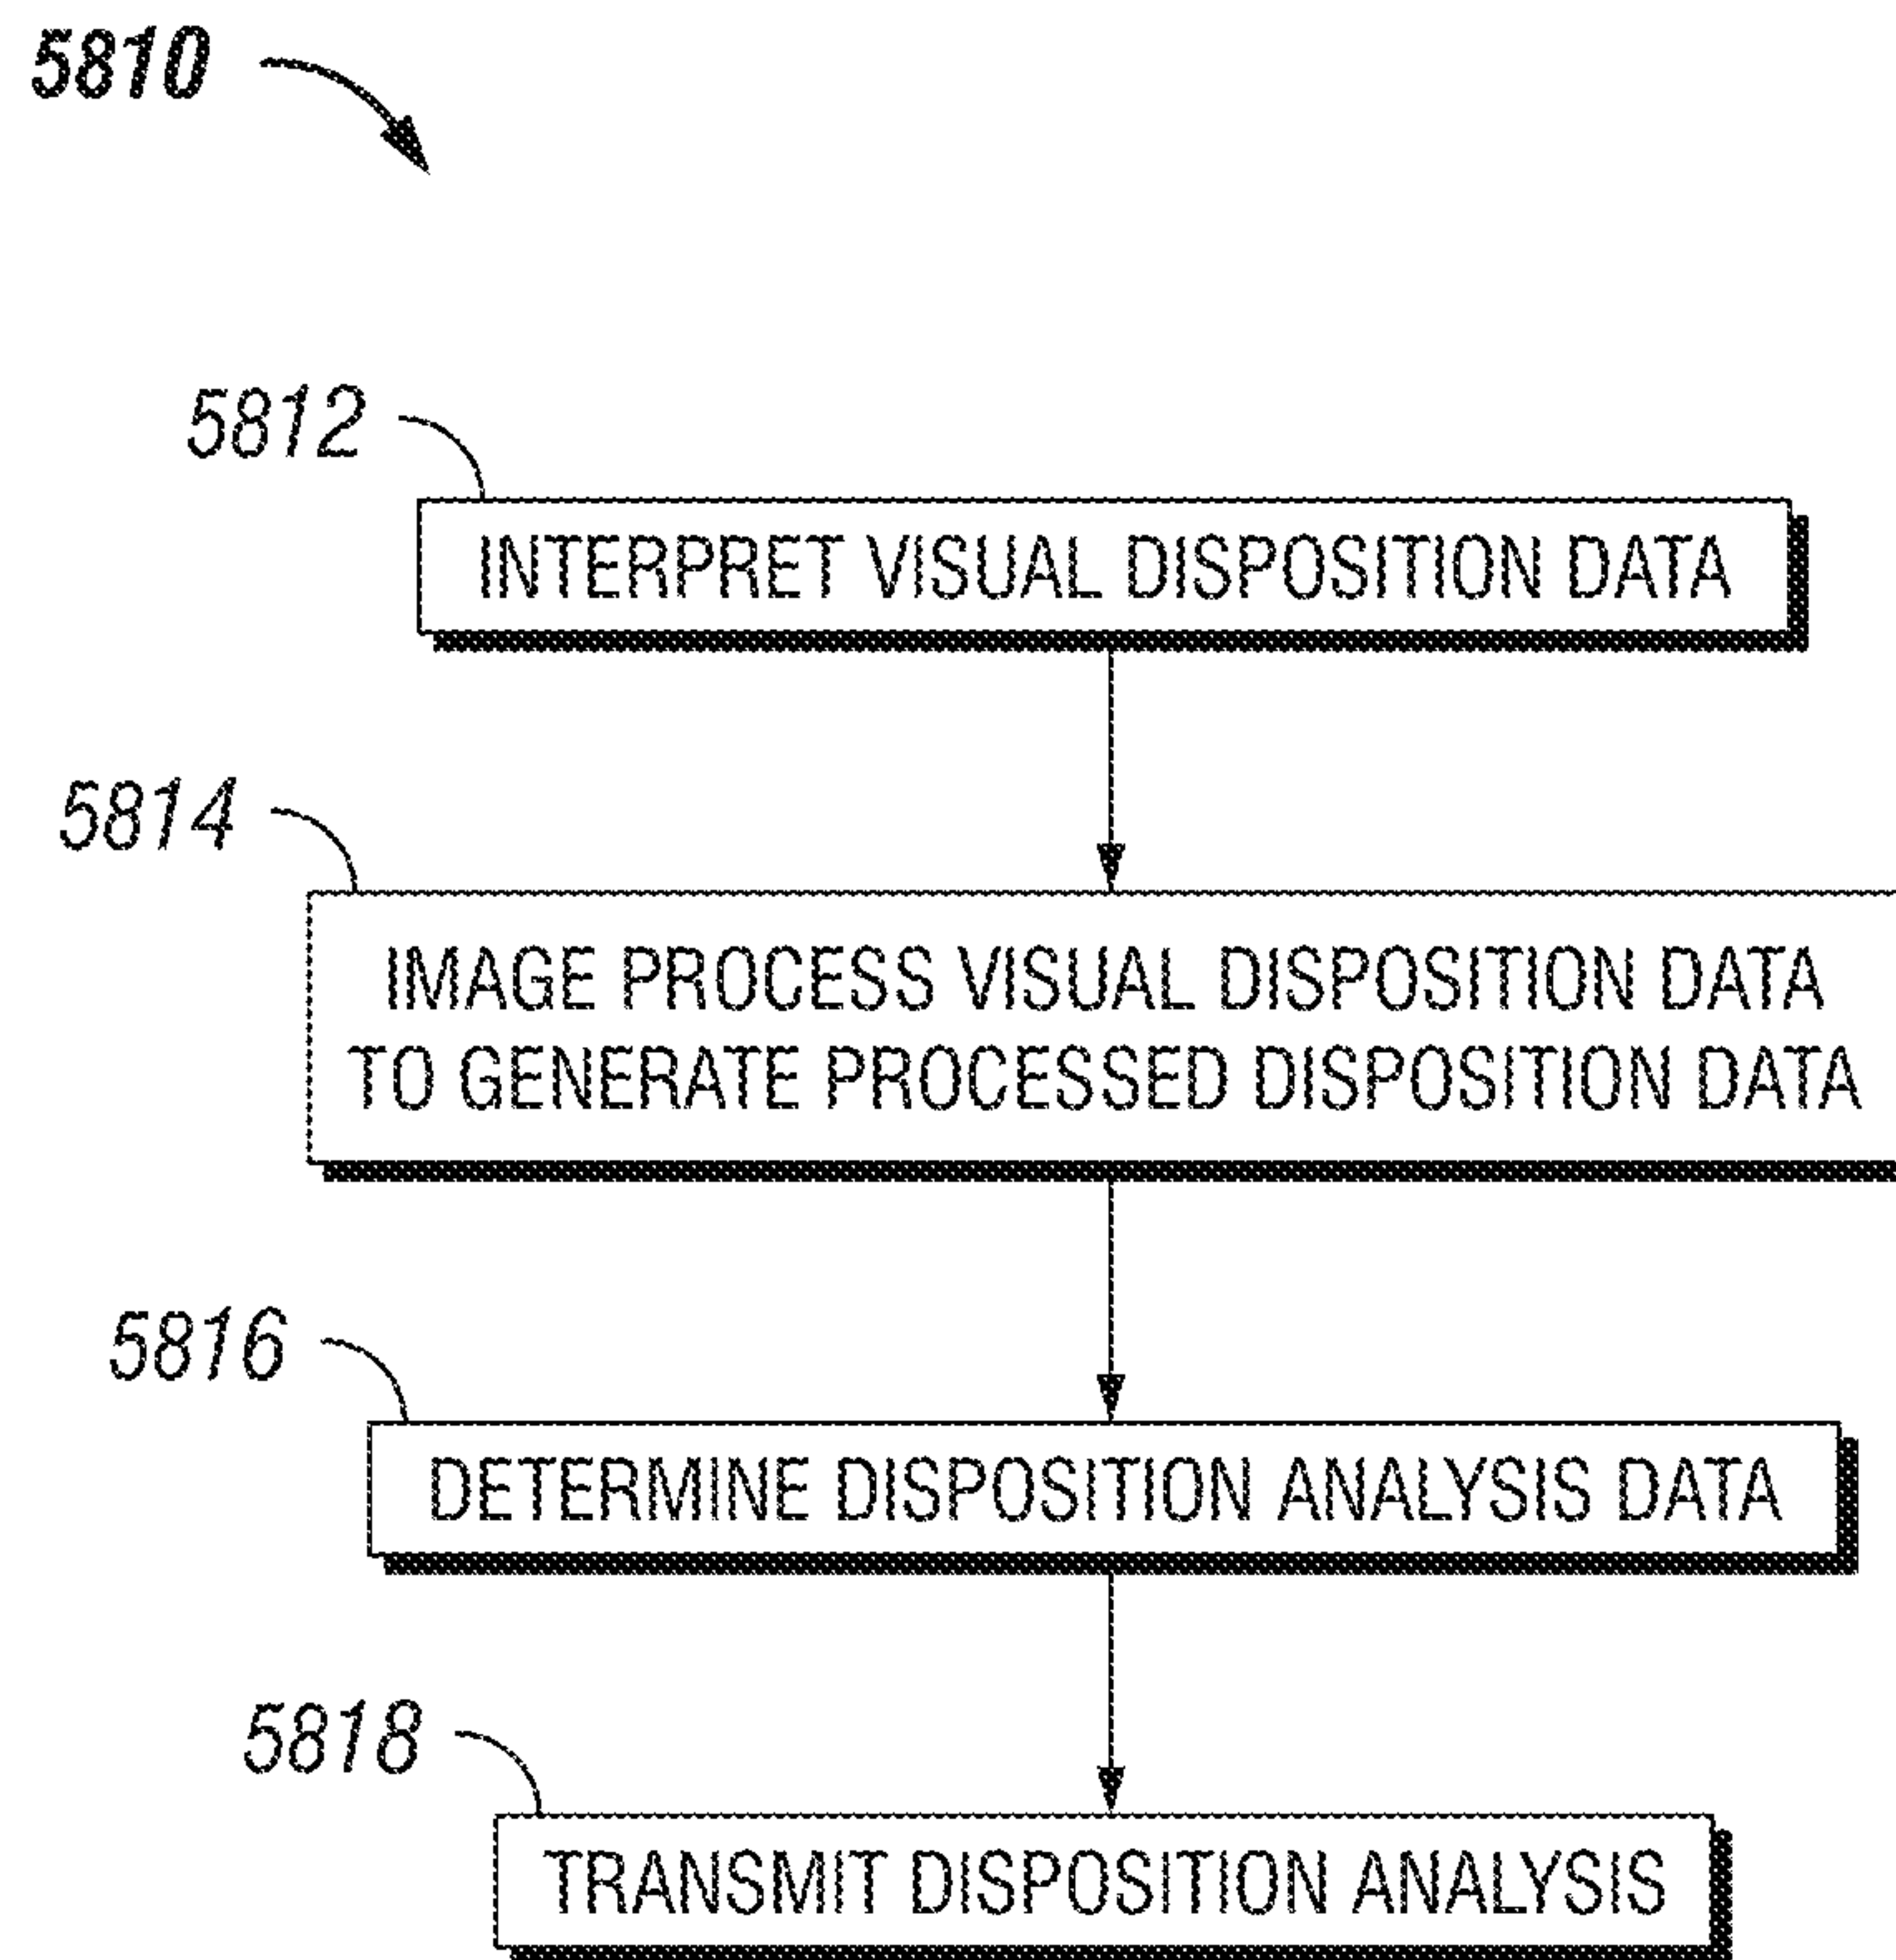 5810
5812
INTERPRET VISUAL DISPOSITION DATA
5814
IMAGE PROCESS VISUAL DISPOSITION DATA
TO GENERATE PROCESSED DISPOSITION DATA
5816
DETERMINE DISPOSITION ANALYSIS DATA
5818
TRANSMIT DISPOSITION ANALYSIS